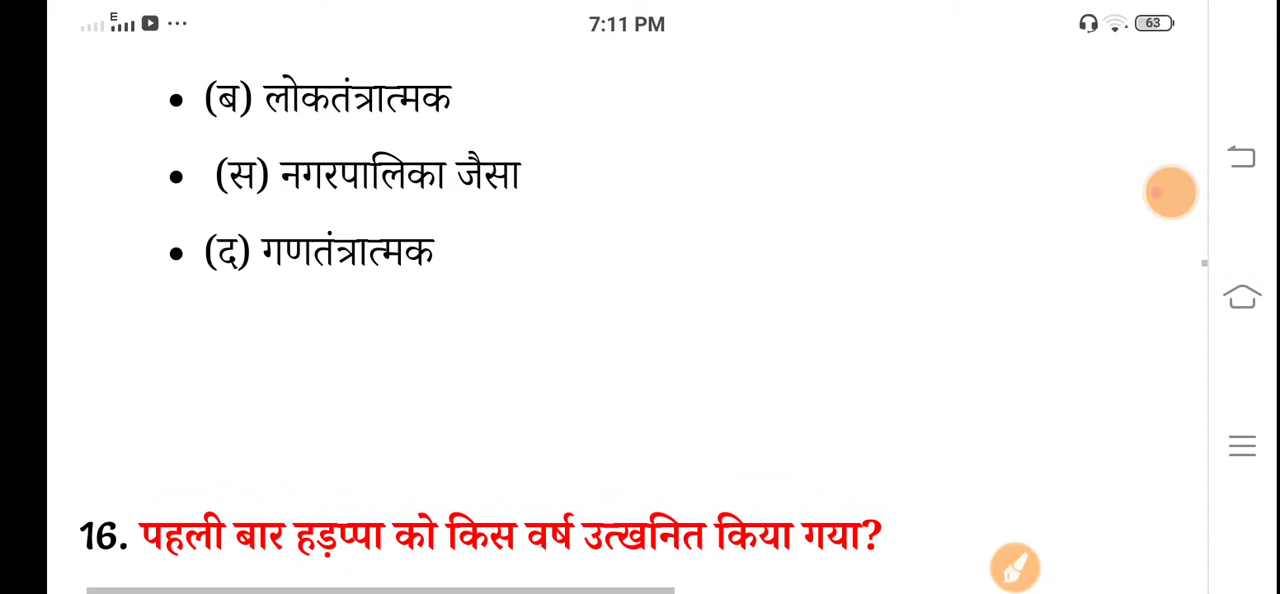 E
7:11 PM
63
• (ब) लोकतंत्रात्मक
• (स) नगरपालिका जैसा
• (द) गणतंत्रात्मक
16. पहली बार हड़प्पा को किस वर्ष उत्खनित किया गया?